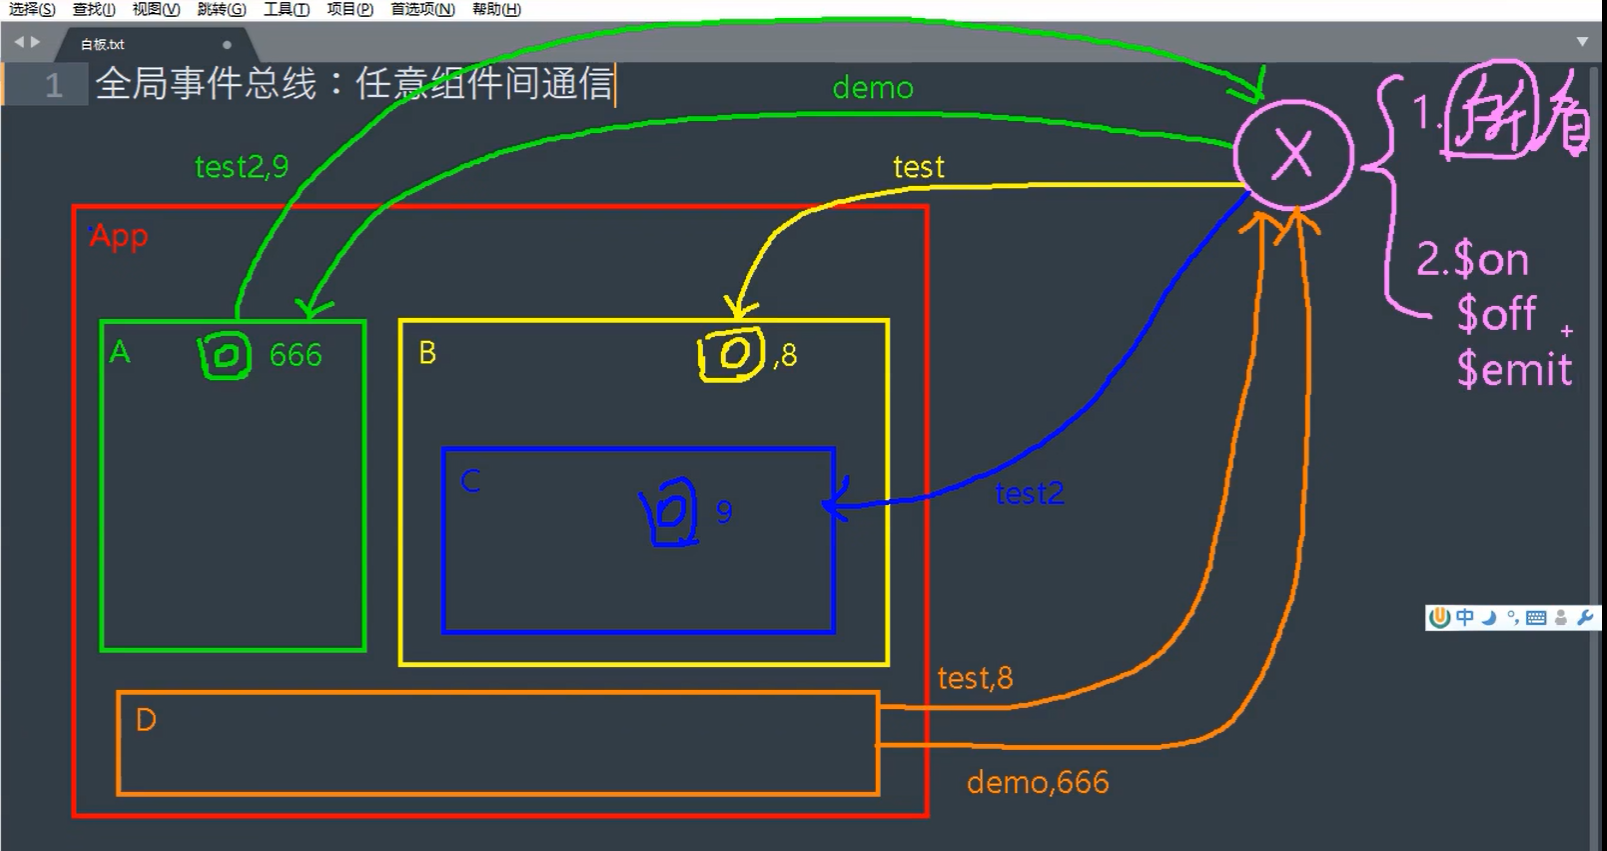 选择(S) 查找(I) 视图(V) 跳转(G) 工具(T) 项目(P) 首选项(N) 帮助(H)
白板.txt
1 全局事件总线：任意组件间通信
demo
test2,9
test
1.所有看
X
App
2.$on
$off
$emit
A 666
B ,8
C 9
test2
中
test,8
D
demo,666